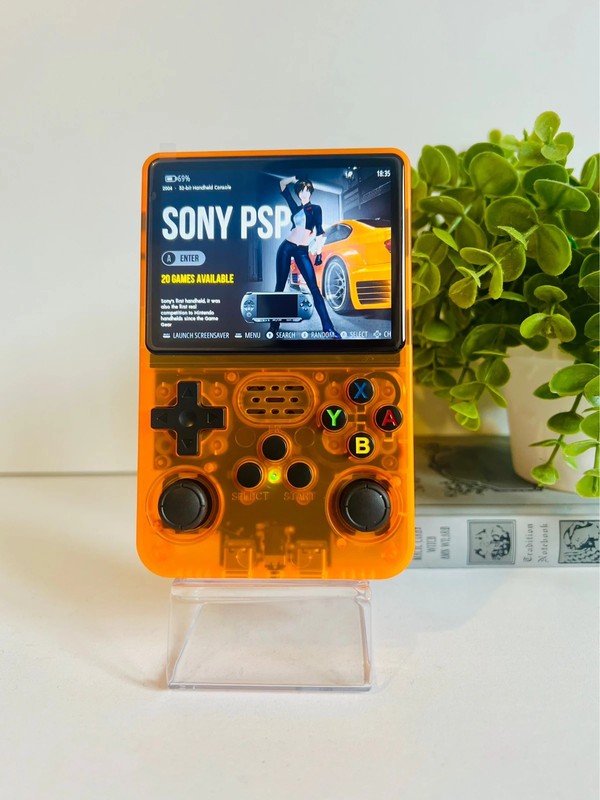 69%
18:35
2004 - 32-bit Handheld Console
SONY PSP
A ENTER
20 GAMES AVAILABLE
Sony's first handheld, it was
also the first real
competition to Nintendo
handhelds since the Game
Gear
LAUNCH SCREENSAVER MENU SEARCH RANDOM SELECT CH
X
Y A
B
SELECT START
Tradition
Notebook